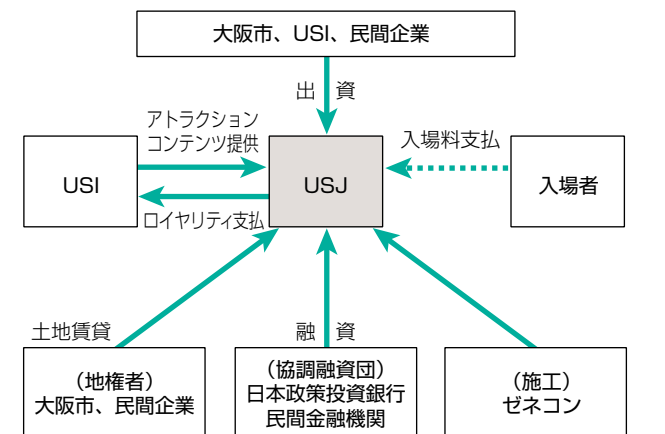 大阪市、USI、民間企業
出 資
アトラクション
コンテンツ提供
入場料支払
USI
USJ
入場者
ロイヤリティ支払
土地賃貸
融 資
（地権者）
大阪市、民間企業
（協調融資団）
日本政策投資銀行
民間金融機関
（施工）
ゼネコン